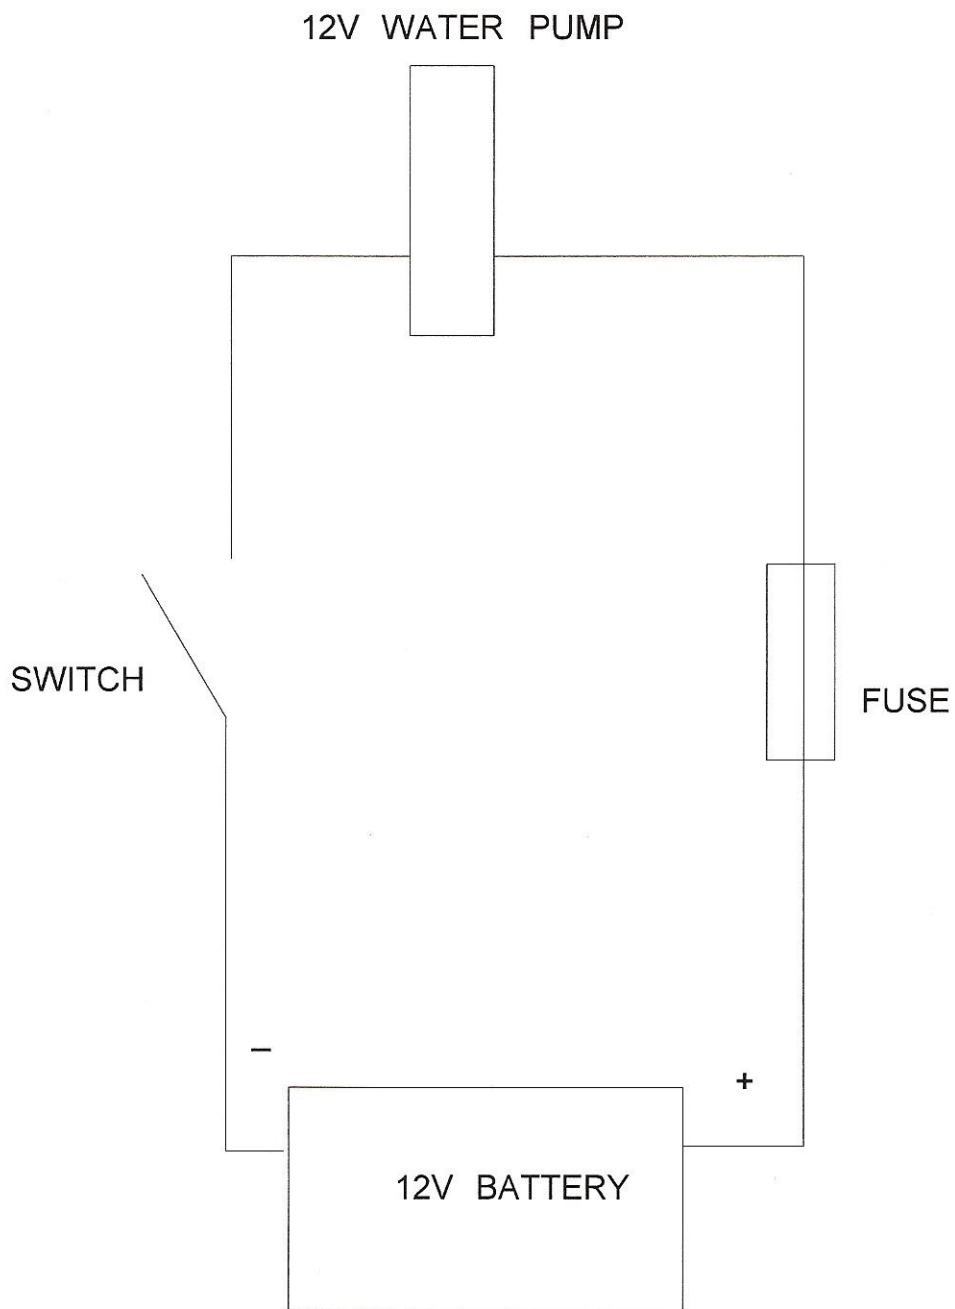 12V WATER PUMP
SWITCH
FUSE
–
+
12V BATTERY